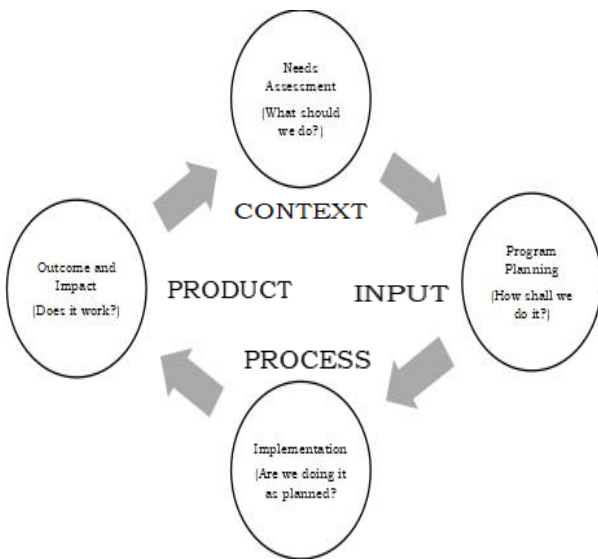 Needs
Assessment
(What should
we do?)
CONTEXT
Outcome and
Impact
(Does it work?)
PRODUCT
INPUT
Program
Planning
(How shall we
do it?)
PROCESS
Implementation
(Are we doing it
as planned?